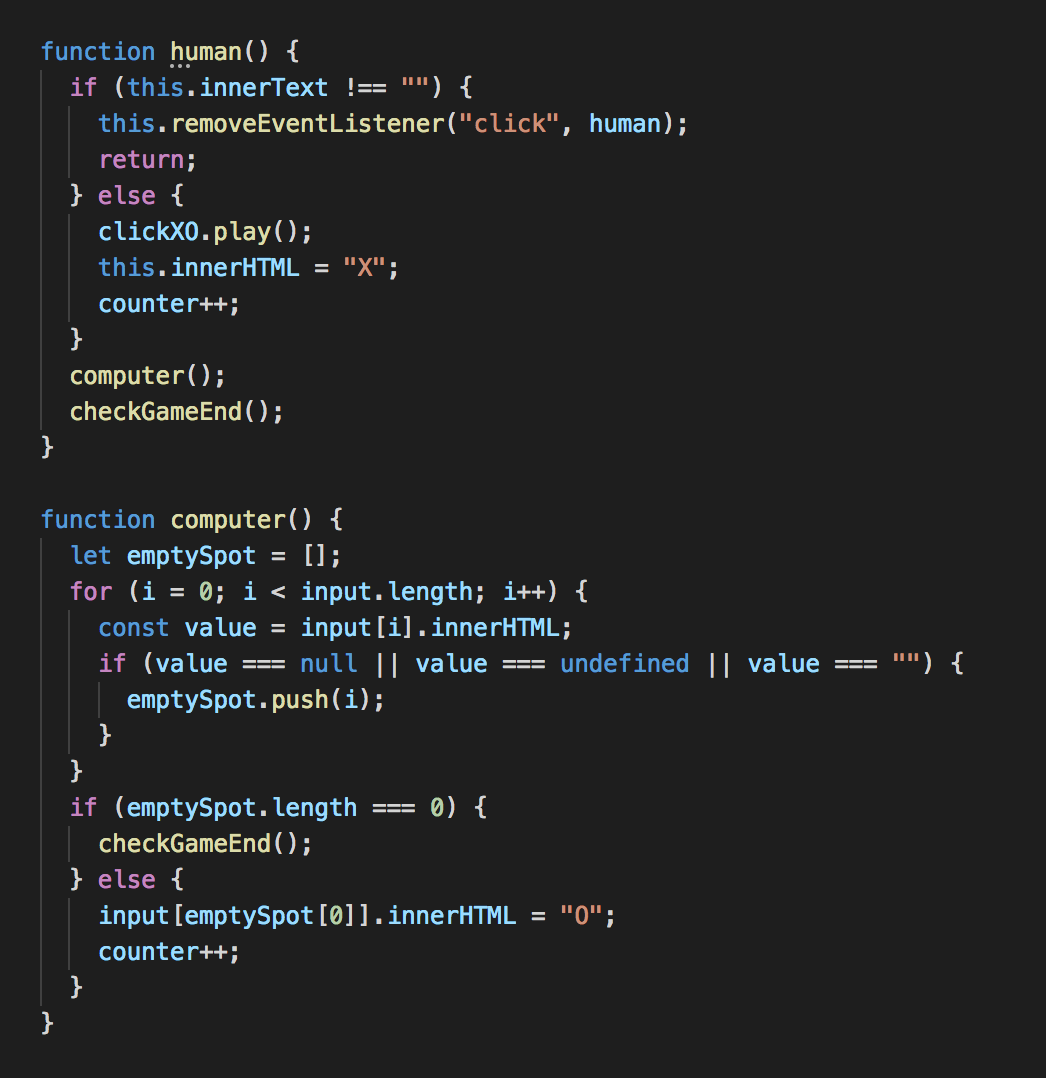 function human() {
  if (this.innerText !== "") {
    this.removeEventListener("click", human);
    return;
  } else {
    clickXO.play();
    this.innerHTML = "X";
    counter++;
  }
  computer();
  checkGameEnd();
}

function computer() {
  let emptySpot = [];
  for (i = 0; i < input.length; i++) {
    const value = input[i].innerHTML;
    if (value === null || value === undefined || value === "") {
      emptySpot.push(i);
    }
  }
  if (emptySpot.length === 0) {
    checkGameEnd();
  } else {
    input[emptySpot[0]].innerHTML = "O";
    counter++;
  }
}